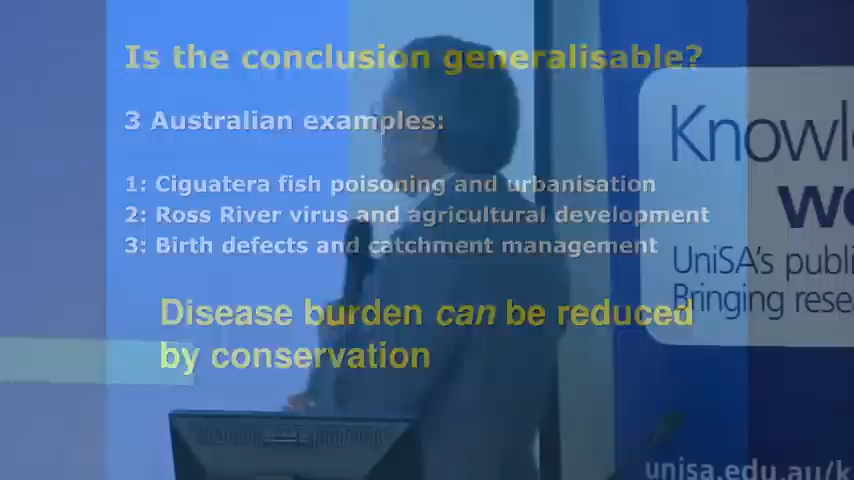 Is the conclusion generalisable?
3 Australian examples:
1: Ciguatera fish poisoning and urbanisation
2: Ross River virus and agricultural development
3: Birth defects and catchment management
Disease burden can be reduced
by conservation
Knowl
we
UniSA's publi
Bringing rese
unisa.edu.au/k